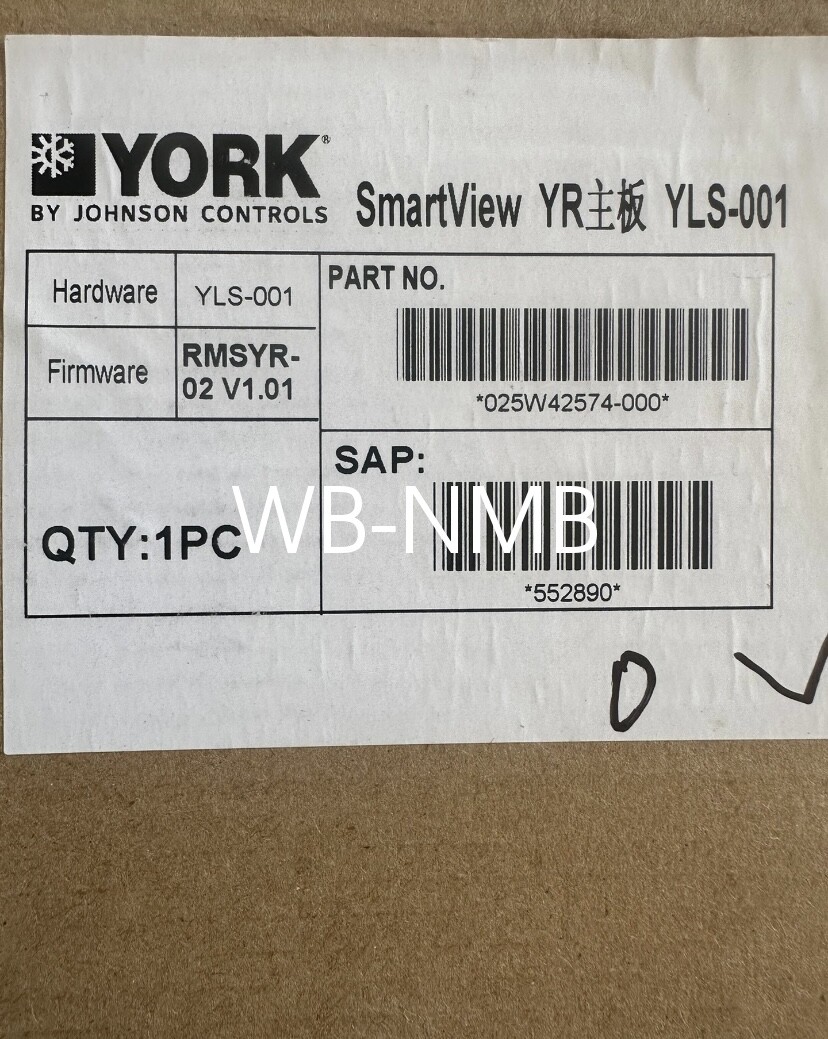 YORK®
BY JOHNSON CONTROLS
SmartView YR主板 YLS-001
Hardware
YLS-001
Firmware
RMSYR-
02 V1.01
QTY:1PC
PART NO.
*025W42574-000*
SAP:
*552890*
WB-NMB
0